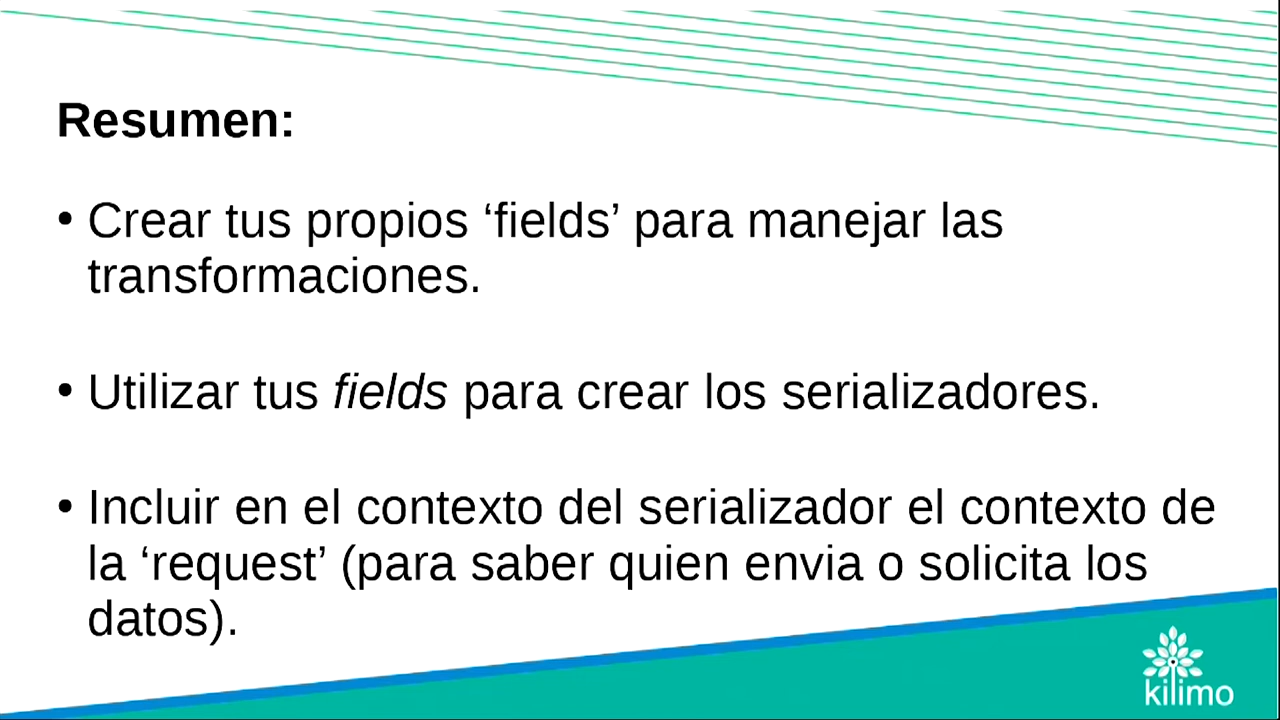 Resumen:
• Crear tus propios ‘fields’ para manejar las
transformaciones.
• Utilizar tus fields para crear los serializadores.
• Incluir en el contexto del serializador el contexto de
la ‘request’ (para saber quien envia o solicita los
datos).
kilimo